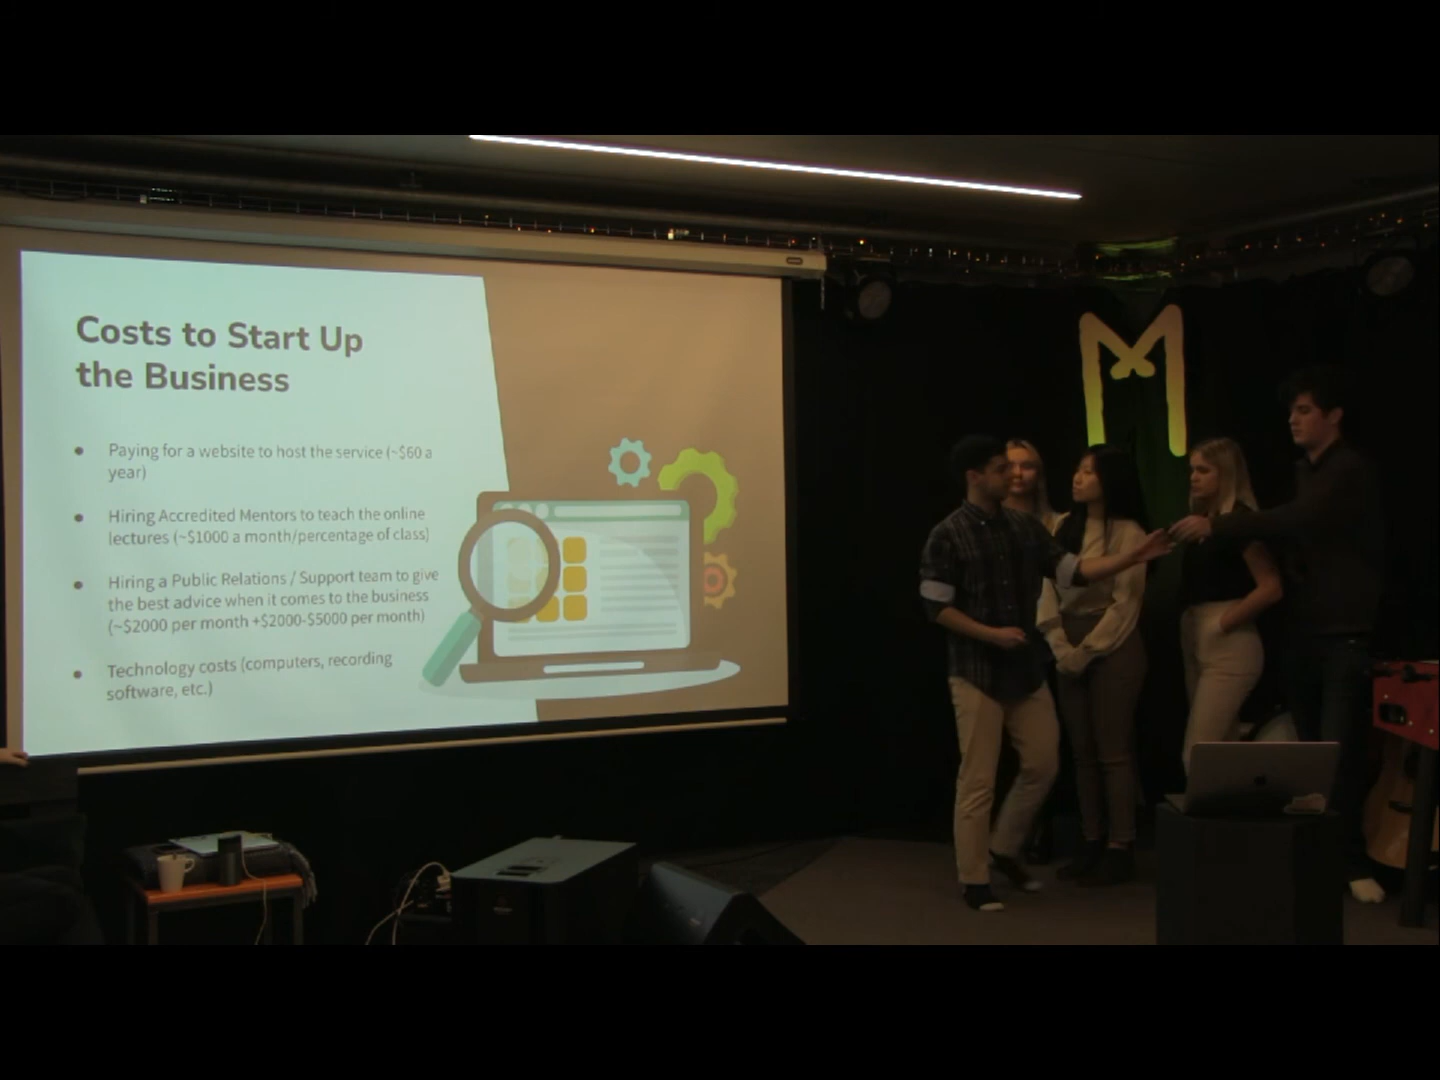 Costs to Start Up
the Business
● Paying for a website to host the service (~$60 a
year)
● Hiring Accredited Mentors to teach the online
lectures (~$1000 a month/percentage of class)
● Hiring a Public Relations / Support team to give
the best advice when it comes to the business
(~$2000 per month +$2000-$5000 per month)
● Technology costs (computers, recording
software, etc.)
M